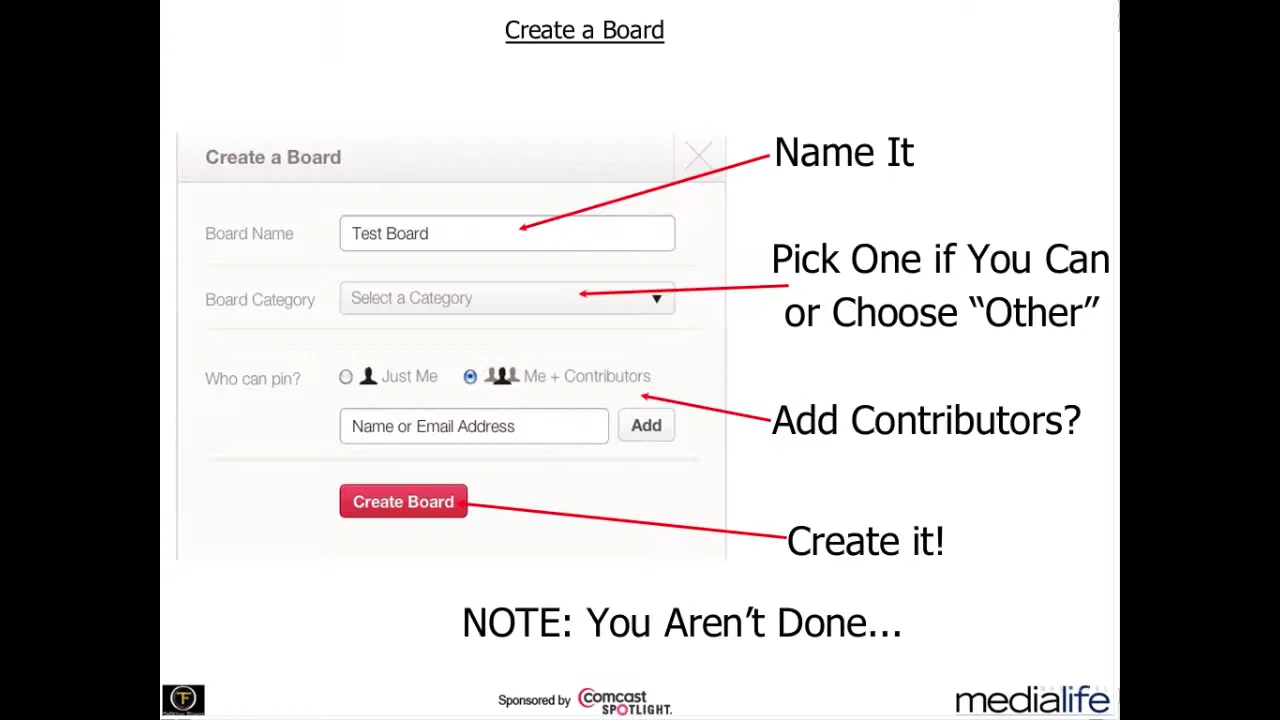 Create a Board
Create a Board
Name It
Board Name
Test Board
Pick One if You Can
or Choose “Other”
Board Category
Select a Category
Who can pin?
Just Me
Me + Contributors
Add Contributors?
Name or Email Address
Add
Create Board
Create it!
NOTE: You Aren’t Done...
TF
Sponsored by
Comcast
SPOTLIGHT.
medialife